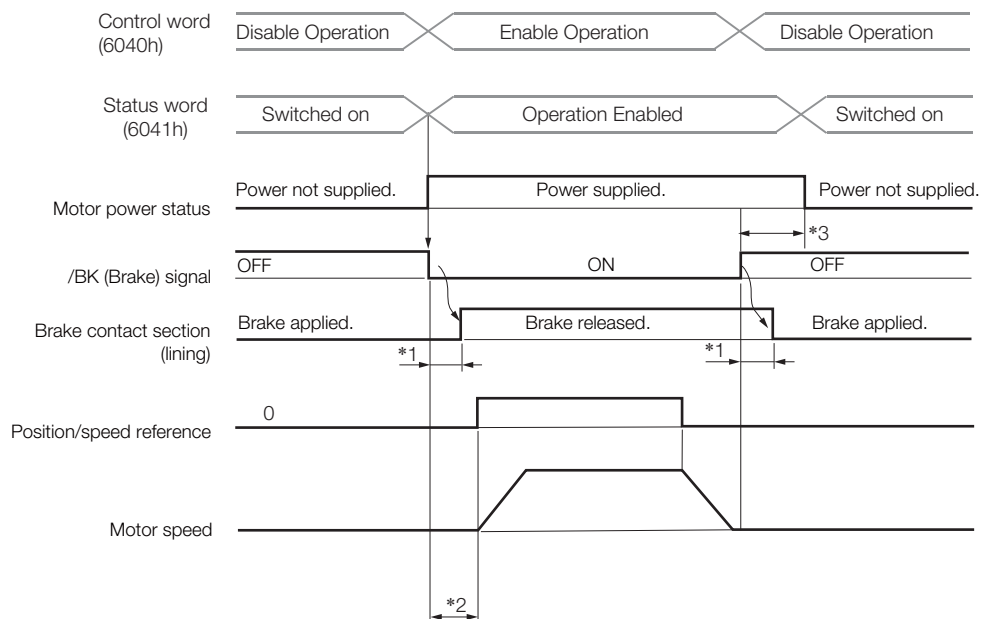 Control word
(6040h)
Disable Operation
Enable Operation
Disable Operation
Status word
(6041h)
Switched on
Operation Enabled
Switched on
Motor power status
Power not supplied.
Power supplied.
Power not supplied.
*3
/BK (Brake) signal
OFF
ON
OFF
Brake contact section
(lining)
Brake applied.
Brake released.
Brake applied.
*1
*1
Position/speed reference
0
Motor speed
*2